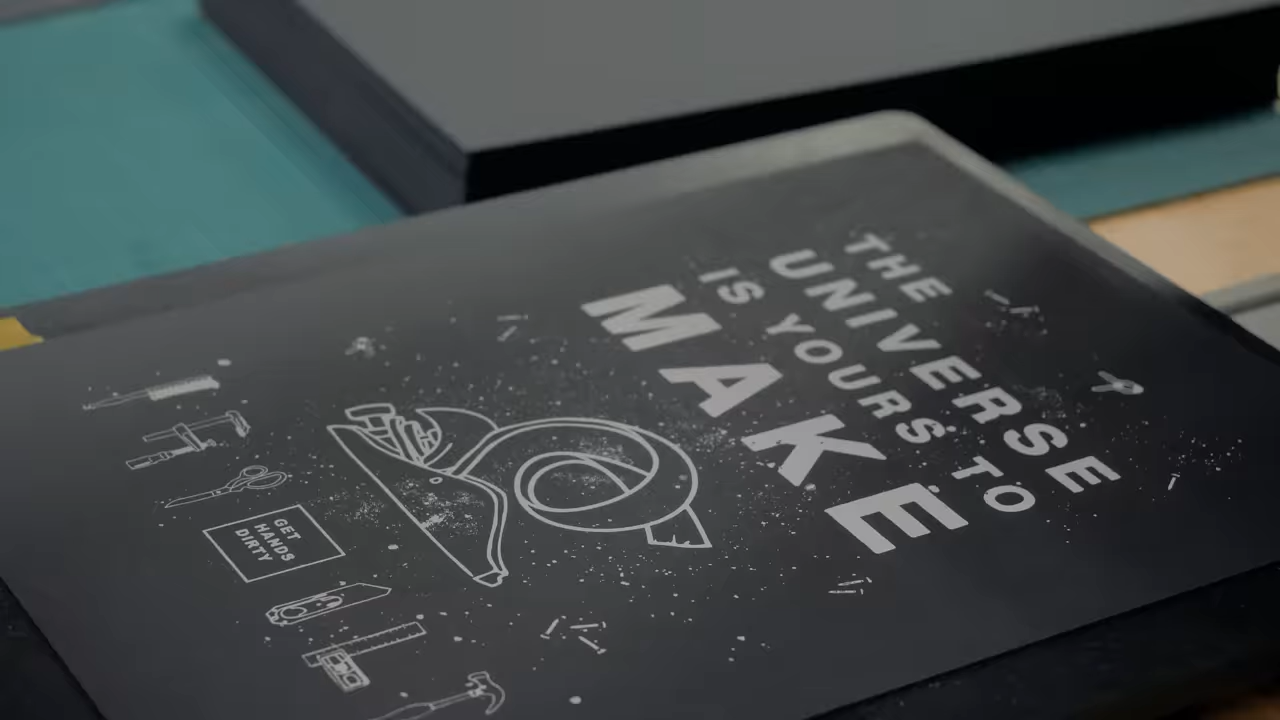 THE
UNIVERSE
IS YOURS TO
MAKE
GET
HANDS
DIRTY